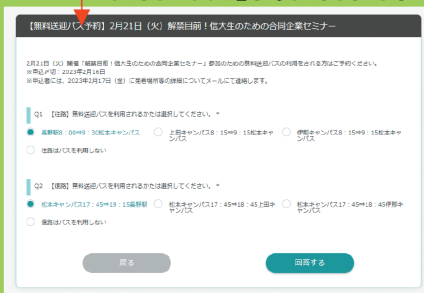 【無料送迎バス予約】2月21日（火）解禁目前！信大生のための合同企業セミナー
2月21日（火）開催「解禁目前！信大生のための合同企業セミナー」参加のための無料送迎バスの利用をされる方はご予約ください。
※申込〆切：2023年2月16日
※申込者には、2023年2月17日（金）に発着場所等の詳細についてメールにて連絡します。
Q1 【往路】無料送迎バスを利用されるかたは選択してください。*
長野駅8：00⇒9：30松本キャンパス
上田キャンパス8：15⇒9：15松本キャンパス
伊那キャンパス8：15⇒9：15松本キャンパス
往路はバスを利用しない
Q2 【復路】無料送迎バスを利用されるかたは選択してください。*
松本キャンパス17：45⇒19：15長野駅
松本キャンパス17：45⇒18：45上田キャンパス
松本キャンパス17：45⇒18：45伊那キャンパス
復路はバスを利用しない
戻る
回答する